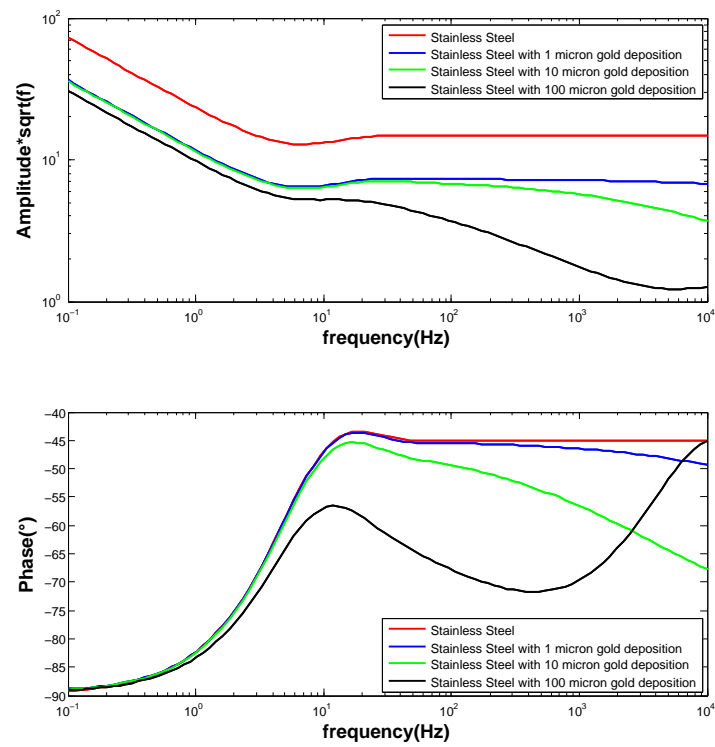 Amplitude*sqrt(f)
10^2
10^1
10^0
Stainless Steel
Stainless Steel with 1 micron gold deposition
Stainless Steel with 10 micron gold deposition
Stainless Steel with 100 micron gold deposition
10^-1 10^0 10^1 10^2 10^3 10^4
frequency(Hz)
Phase(°)
−40
−45
−50
−55
−60
−65
−70
−75
−80
−85
−90
Stainless Steel
Stainless Steel with 1 micron gold deposition
Stainless Steel with 10 micron gold deposition
Stainless Steel with 100 micron gold deposition
10^-1 10^0 10^1 10^2 10^3 10^4
frequency(Hz)